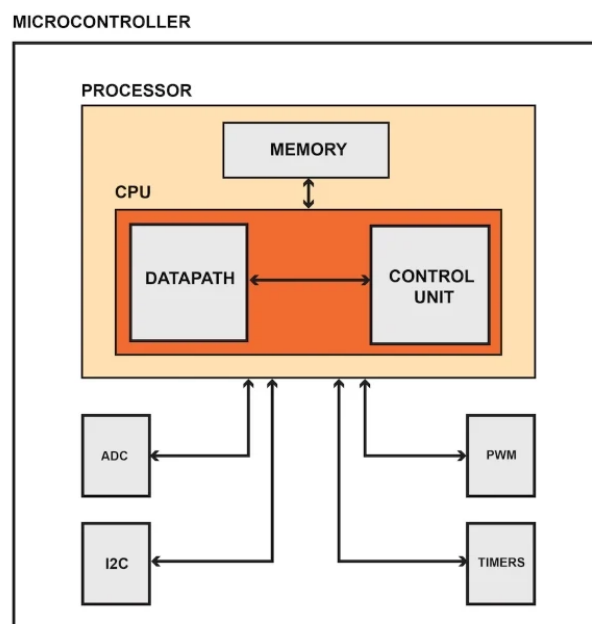 MICROCONTROLLER
PROCESSOR
MEMORY
CPU
DATAPATH
CONTROL
UNIT
ADC
PWM
I2C
TIMERS